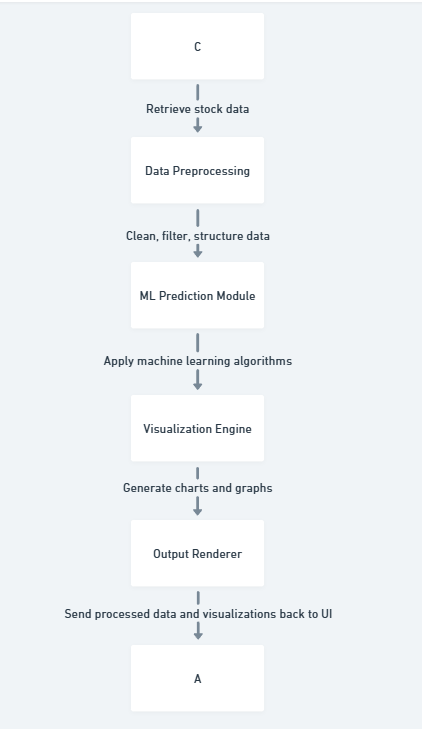 C
Retrieve stock data
Data Preprocessing
Clean, filter, structure data
ML Prediction Module
Apply machine learning algorithms
Visualization Engine
Generate charts and graphs
Output Renderer
Send processed data and visualizations back to UI
A